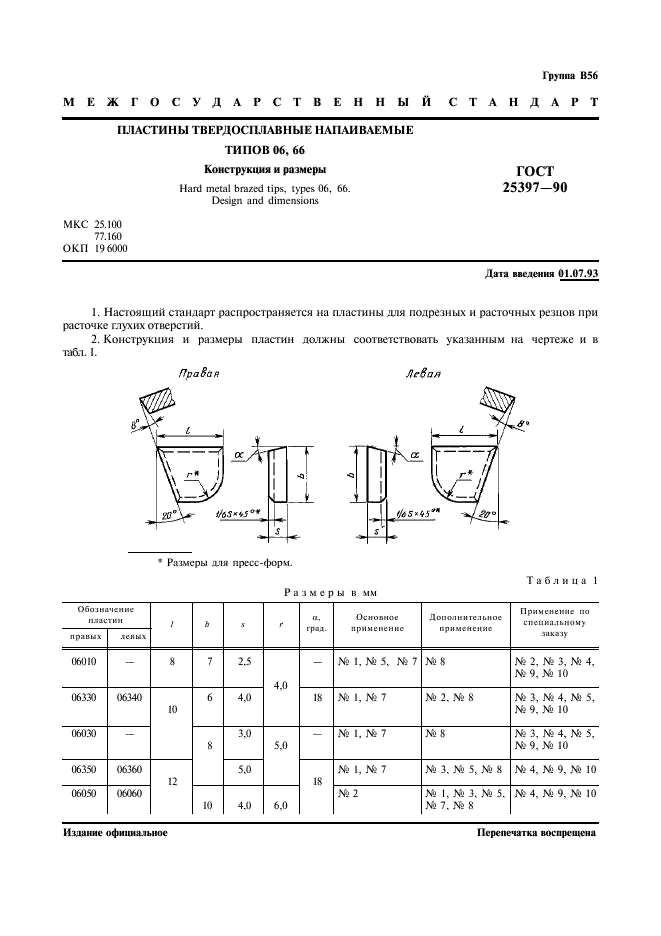 Группа В56
МЕЖГОСУДАРСТВЕННЫЙ СТАНДАРТ
ПЛАСТИНЫ ТВЕРДОСПЛАВНЫЕ НАПАИВАЕМЫЕ
ТИПОВ 06, 66
Конструкция и размеры
Hard metal brazed tips, types 06, 66.
Design and dimensions
ГОСТ
25397—90
МКС 25.100
77.160
ОКП 19 6000
Дата введения 01.07.93
1. Настоящий стандарт распространяется на пластины для подрезных и расточных резцов при
расточке глухих отверстий.
2. Конструкция и размеры пластин должны соответствовать указанным на чертеже и в
табл. 1.
Правая Левая
8° l α b r* 20° 1/6 s×45°* s
b α l 8° r* 1/6 s×45°* 20° s
* Размеры для пресс-форм.
Таблица 1
Размеры в мм
Обозначение пластин
правых левых l b s r α, град. Основное применение Дополнительное применение Применение по специальному заказу
06010 — 8 7 2,5 4,0 — № 1, № 5, № 7 № 8 № 2, № 3, № 4, № 9, № 10
06330 06340 10 6 4,0 18 № 1, № 7 № 2, № 8 № 3, № 4, № 5, № 9, № 10
06030 — 8 3,0 5,0 — № 1, № 7 № 8 № 3, № 4, № 5, № 9, № 10
06350 06360 12 5,0 18 № 1, № 7 № 3, № 5, № 8 № 4, № 9, № 10
06050 06060 10 4,0 6,0 № 2 № 1, № 3, № 5, № 7, № 8 № 4, № 9, № 10
Издание официальное Перепечатка воспрещена